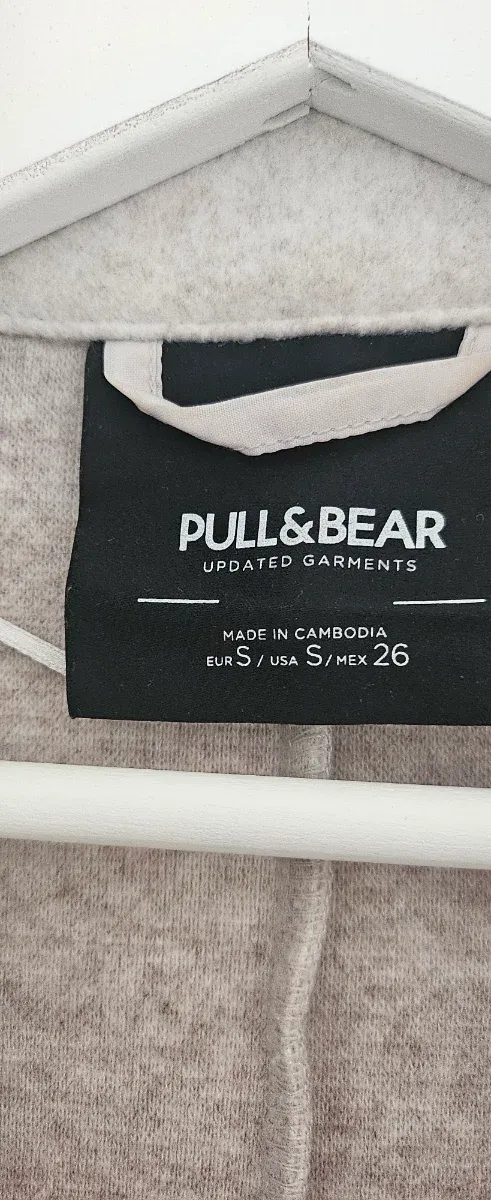 PULL&BEAR
UPDATED GARMENTS
MADE IN CAMBODIA
EUR S / USA S / MEX 26